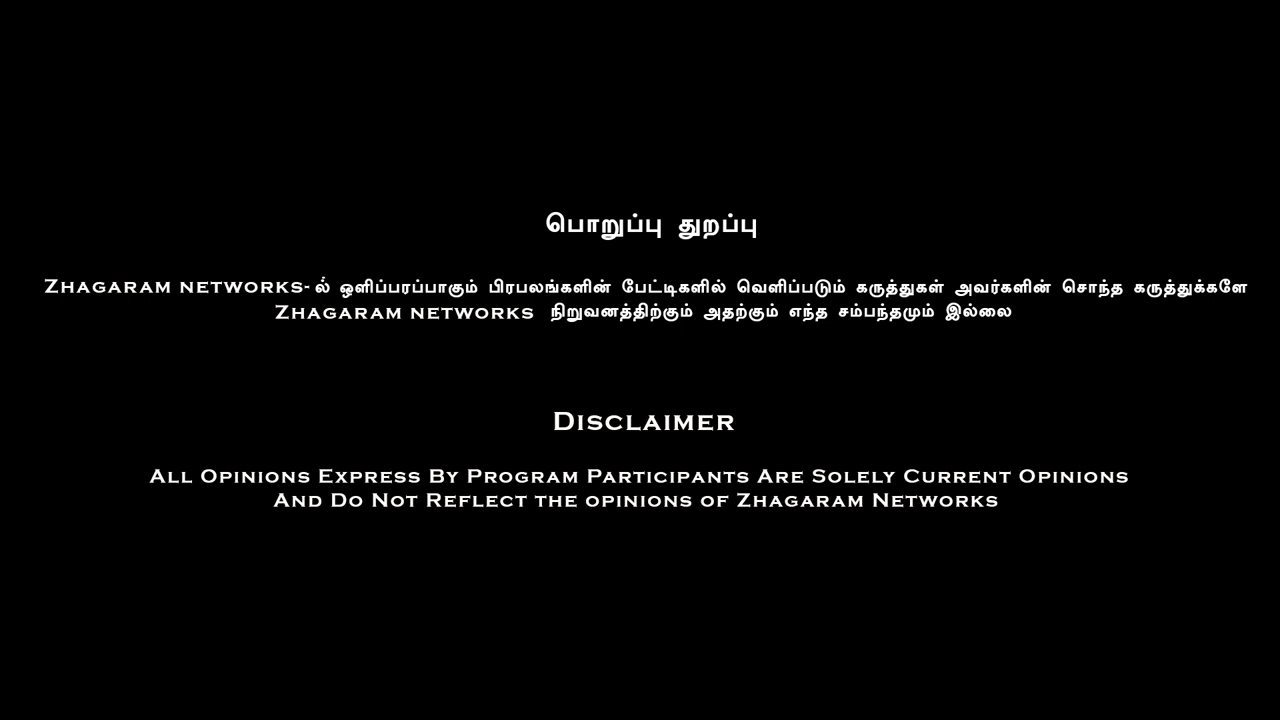 பொறுப்பு துறப்பு
Zhagaram networks-ல் ஒளிப்பரப்பாகும் பிரபலங்களின் பேட்டிகளில் வெளிப்படும் கருத்துகள் அவர்களின் சொந்த கருத்துக்களே
Zhagaram networks நிறுவனத்திற்கும் அதற்கும் எந்த சம்பந்தமும் இல்லை
Disclaimer
All Opinions Express By Program Participants Are Solely Current Opinions
And Do Not Reflect the opinions of Zhagaram Networks